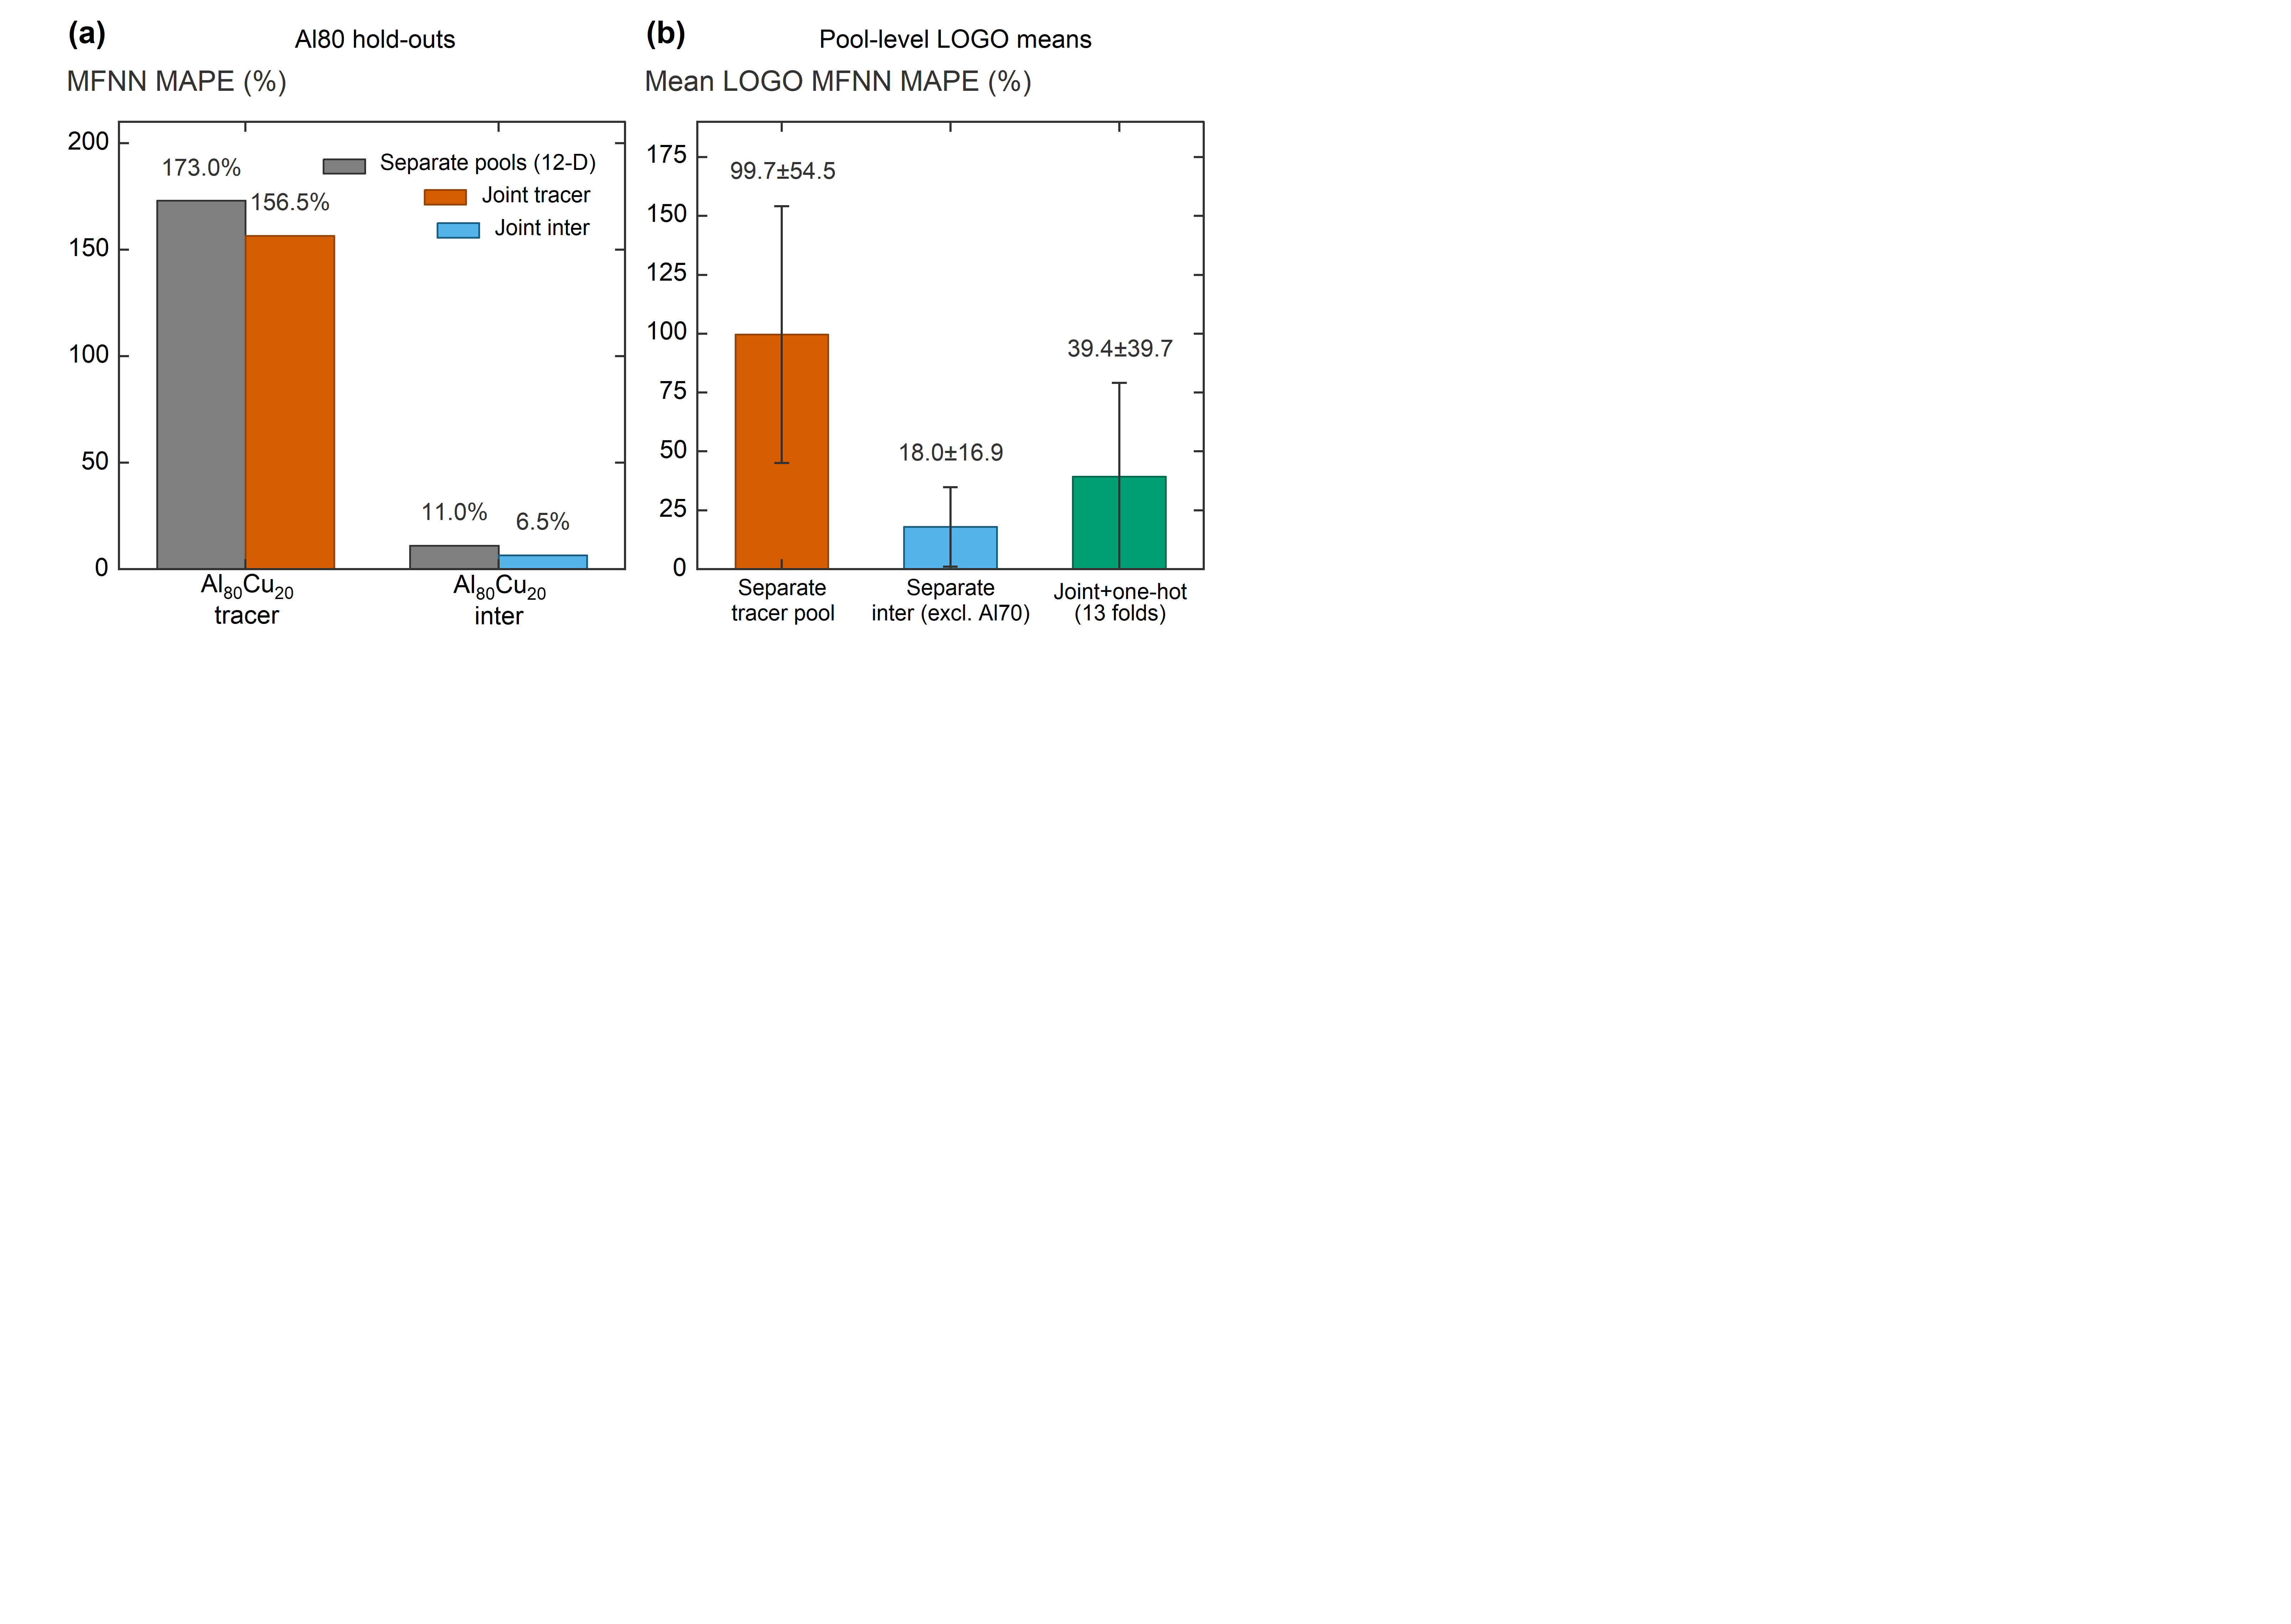 (a)
Al80 hold-outs
MFNN MAPE (%)
200
150
100
50
0
173.0%
156.5%
11.0%
6.5%
Separate pools (12-D)
Joint tracer
Joint inter
Al80Cu20
tracer
Al80Cu20
inter
(b)
Pool-level LOGO means
Mean LOGO MFNN MAPE (%)
175
150
125
100
75
50
25
0
99.7±54.5
18.0±16.9
39.4±39.7
Separate
tracer pool
Separate
inter (excl. Al70)
Joint+one-hot
(13 folds)